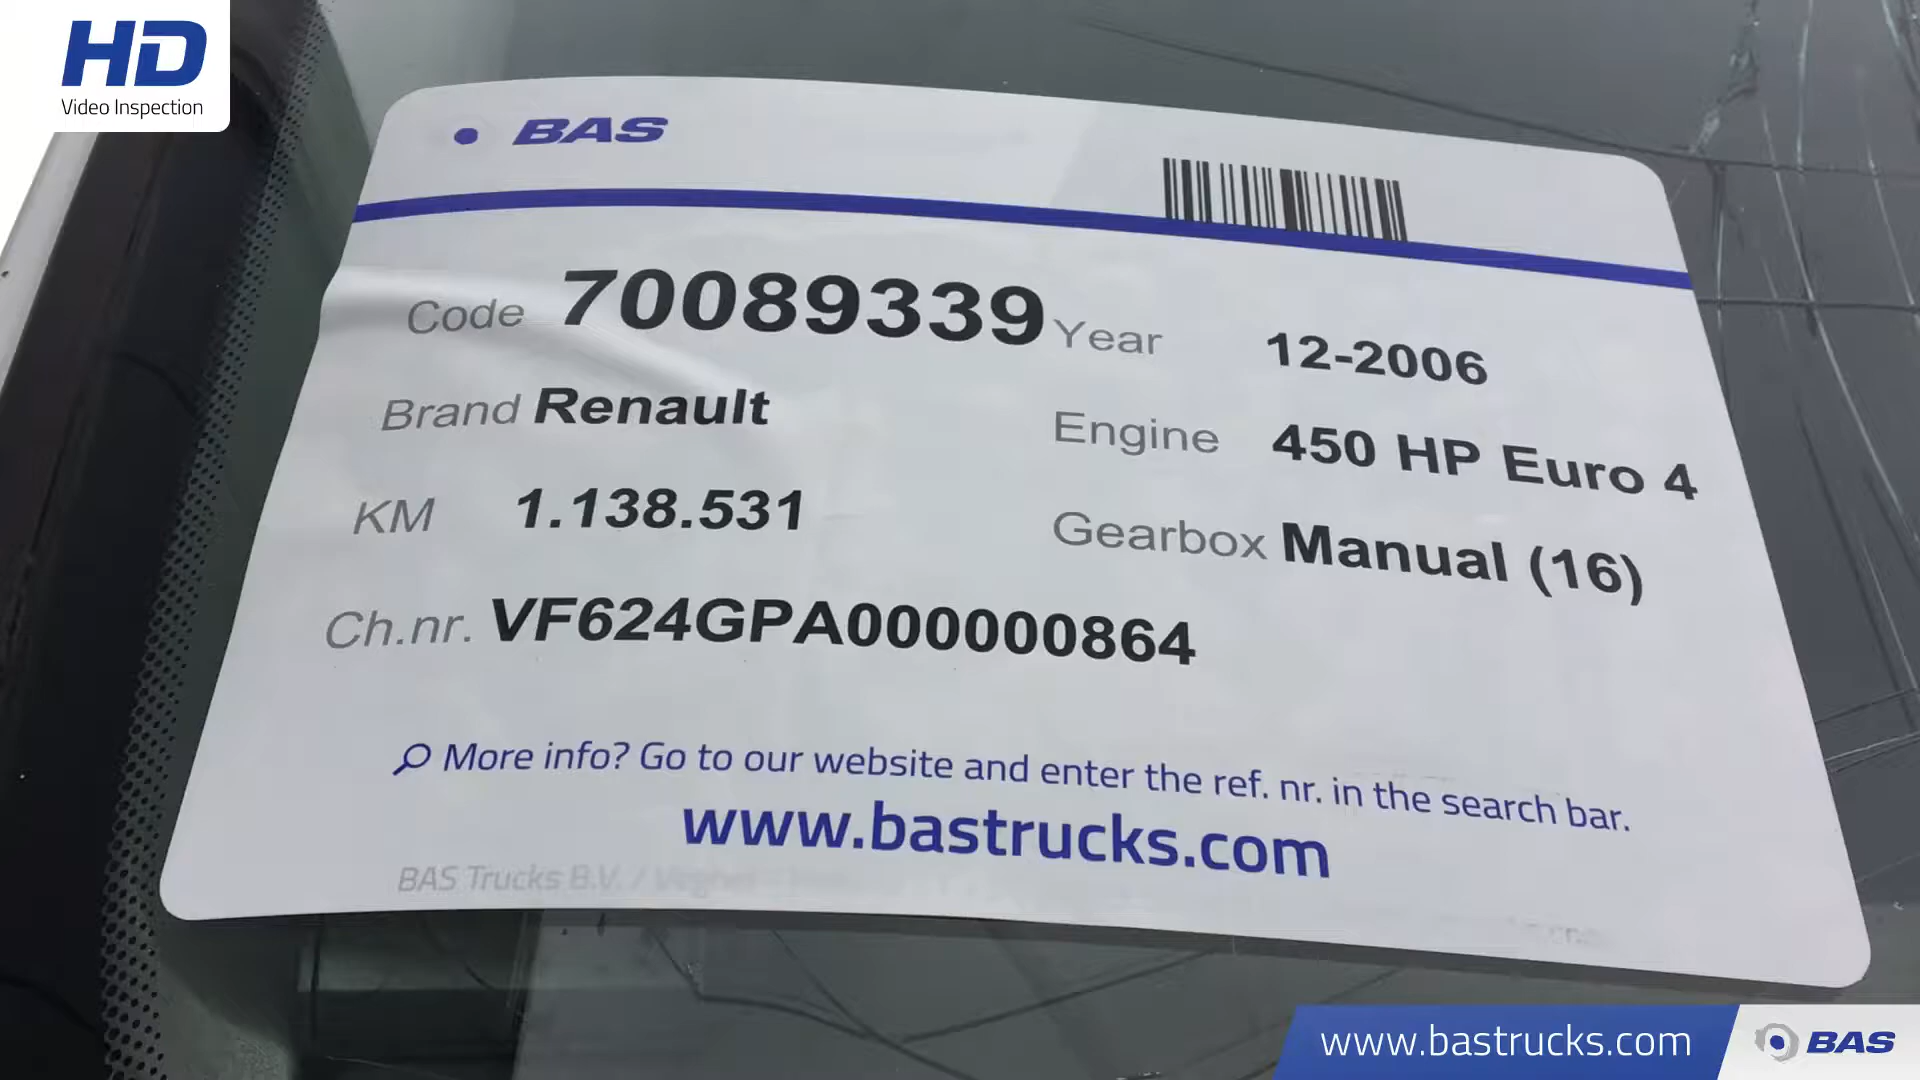 HD
Video Inspection
BAS
Code 70089339 Year 12-2006
Brand Renault Engine 450 HP Euro 4
KM 1.138.531 Gearbox Manual (16)
Ch.nr. VF624GPA000000864
More info? Go to our website and enter the ref. nr. in the search bar.
www.bastrucks.com
BAS Trucks B.V. /
www.bastrucks.com BAS